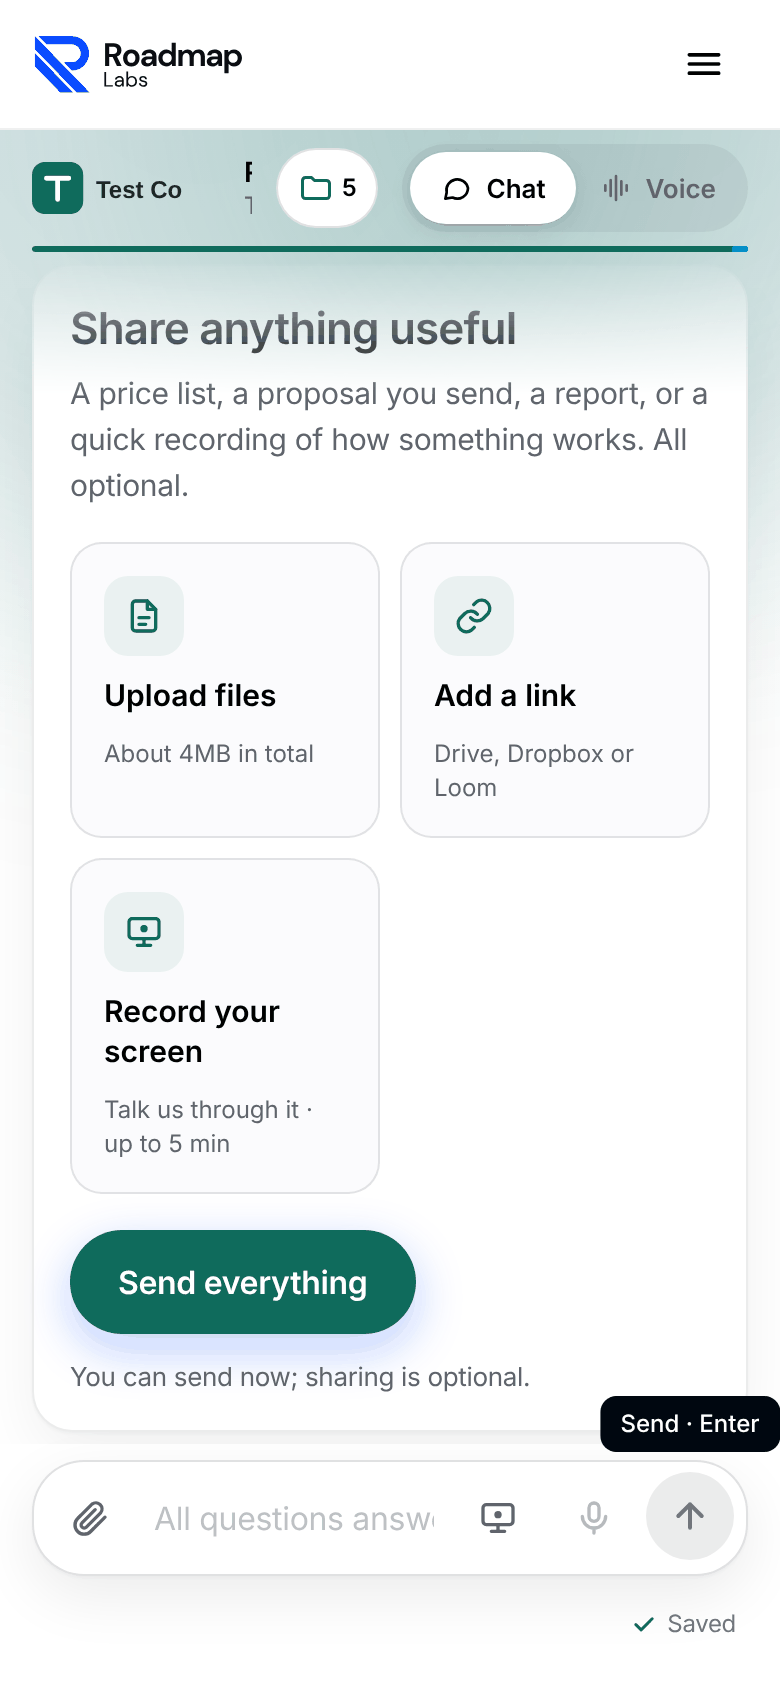 Roadmap
Labs
Test Co
5
Chat
Voice
Share anything useful
A price list, a proposal you send, a report, or a
quick recording of how something works. All
optional.
Upload files
About 4MB in total
Add a link
Drive, Dropbox or
Loom
Record your
screen
Talk us through it ·
up to 5 min
Send everything
You can send now; sharing is optional.
Send · Enter
All questions
Saved